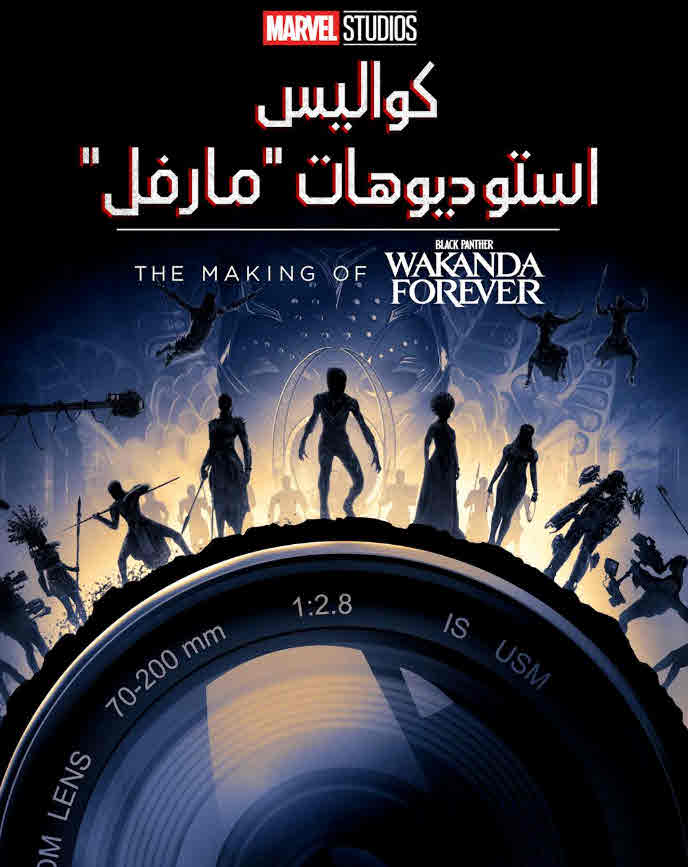 MARVEL STUDIOS
كواليس
استوديوهات "مارفل"
THE MAKING OF BLACK PANTHER WAKANDA FOREVER
OM LENS 70-200 mm 1:2.8 IS USM